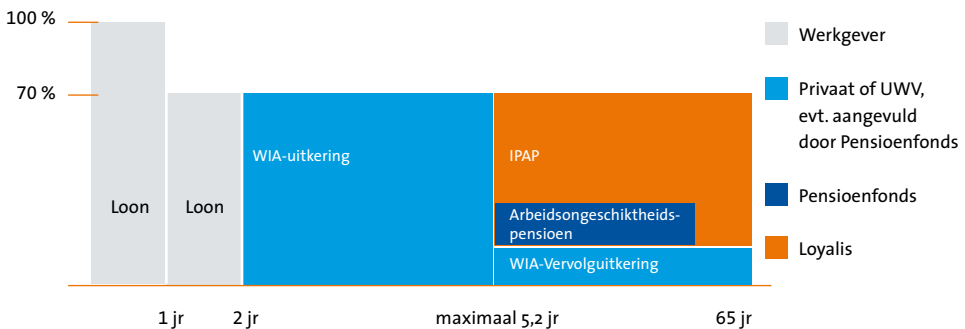 100 %
70 %
Loon
Loon
WIA-uitkering
IPAP
Arbeidsongeschiktheids-
pensioen
WIA-Vervolguitkering
1 jr
2 jr
maximaal 5,2 jr
65 jr
Werkgever
Privaat of UWV,
evt. aangevuld
door Pensioenfonds
Pensioenfonds
Loyalis